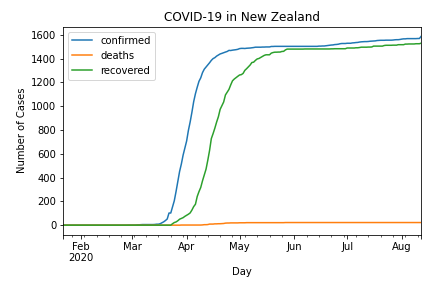 COVID-19 in New Zealand
confirmed
deaths
recovered
Number of Cases
1600
1400
1200
1000
800
600
400
200
0
Feb Mar Apr May Jun Jul Aug
2020
Day